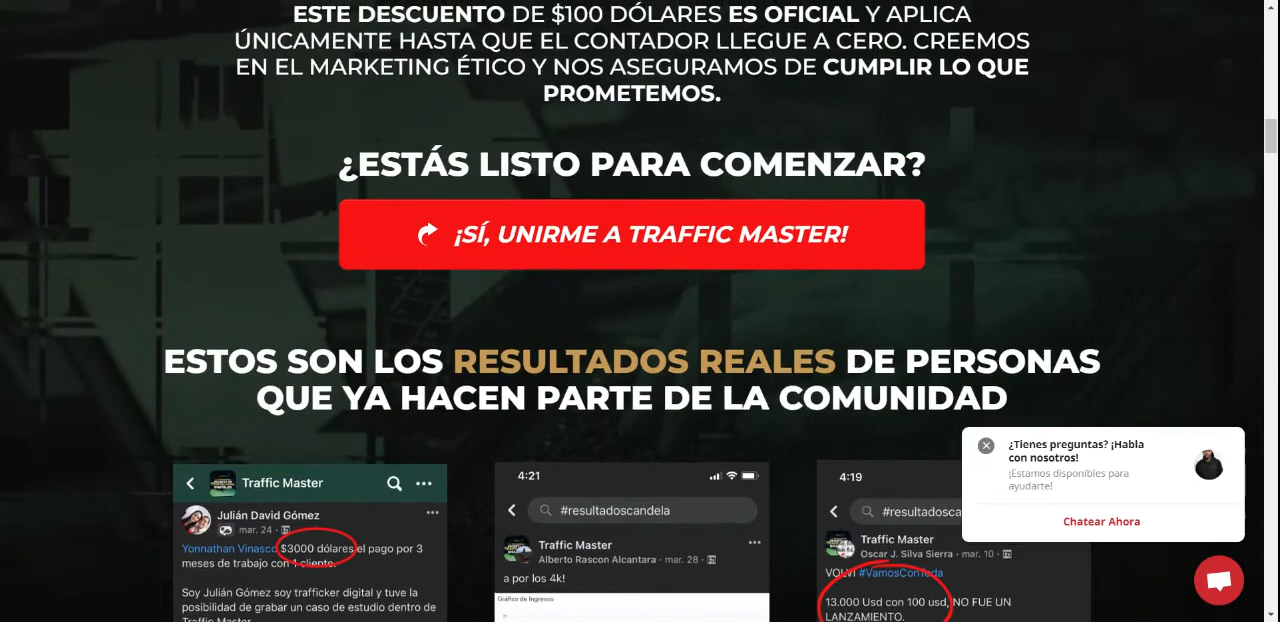 ESTE DESCUENTO DE $100 DÓLARES ES OFICIAL Y APLICA
ÚNICAMENTE HASTA QUE EL CONTADOR LLEGUE A CERO. CREEMOS
EN EL MARKETING ÉTICO Y NOS ASEGURAMOS DE CUMPLIR LO QUE
PROMETEMOS.
¿ESTÁS LISTO PARA COMENZAR?
¡SÍ, UNIRME A TRAFFIC MASTER!
ESTOS SON LOS RESULTADOS REALES DE PERSONAS
QUE YA HACEN PARTE DE LA COMUNIDAD
Traffic Master
Julián David Gómez
mar. 24
Yonnathan Vinasco $3000 dólares el pago por 3
meses de trabajo con 1 cliente.
Soy Julián Gómez soy trafficker digital y tuve la
posibilidad de grabar un caso de estudio dentro de
Traffic Master
4:21
#resultadoscandela
Traffic Master
Alberto Rascon Alcantara · mar. 28
a por los 4k!
Gráfico de Ingresos
4:19
#resultadosca
Traffic Master
Oscar J. Silva Sierra · mar. 10
VOLVI #VamosConToda
13.000 Usd con 100 usd, NO FUE UN
LANZAMIENTO.
¿Tienes preguntas? ¡Habla
con nosotros!
¡Estamos disponibles para
ayudarte!
Chatear Ahora